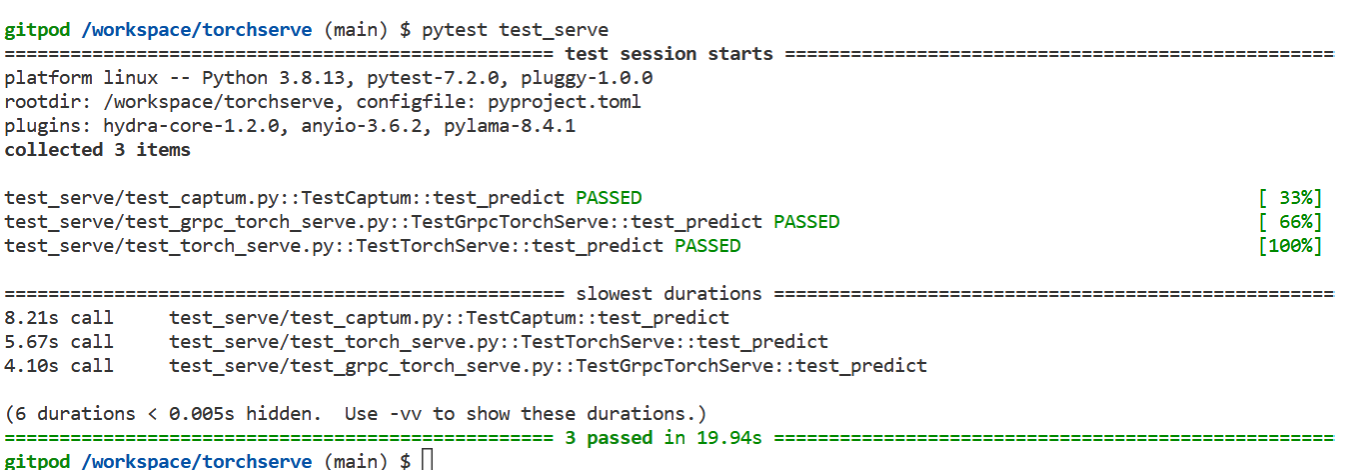 gitpod /workspace/torchserve (main) $ pytest test_serve
================================================== test session starts ==================================================
platform linux -- Python 3.8.13, pytest-7.2.0, pluggy-1.0.0
rootdir: /workspace/torchserve, configfile: pyproject.toml
plugins: hydra-core-1.2.0, anyio-3.6.2, pylama-8.4.1
collected 3 items
test_serve/test_captum.py::TestCaptum::test_predict PASSED [ 33%]
test_serve/test_grpc_torch_serve.py::TestGrpcTorchServe::test_predict PASSED [ 66%]
test_serve/test_torch_serve.py::TestTorchServe::test_predict PASSED [100%]
=================================================== slowest durations ===================================================
8.21s call test_serve/test_captum.py::TestCaptum::test_predict
5.67s call test_serve/test_torch_serve.py::TestTorchServe::test_predict
4.10s call test_serve/test_grpc_torch_serve.py::TestGrpcTorchServe::test_predict
(6 durations < 0.005s hidden. Use -vv to show these durations.)
================================================== 3 passed in 19.94s ===================================================
gitpod /workspace/torchserve (main) $